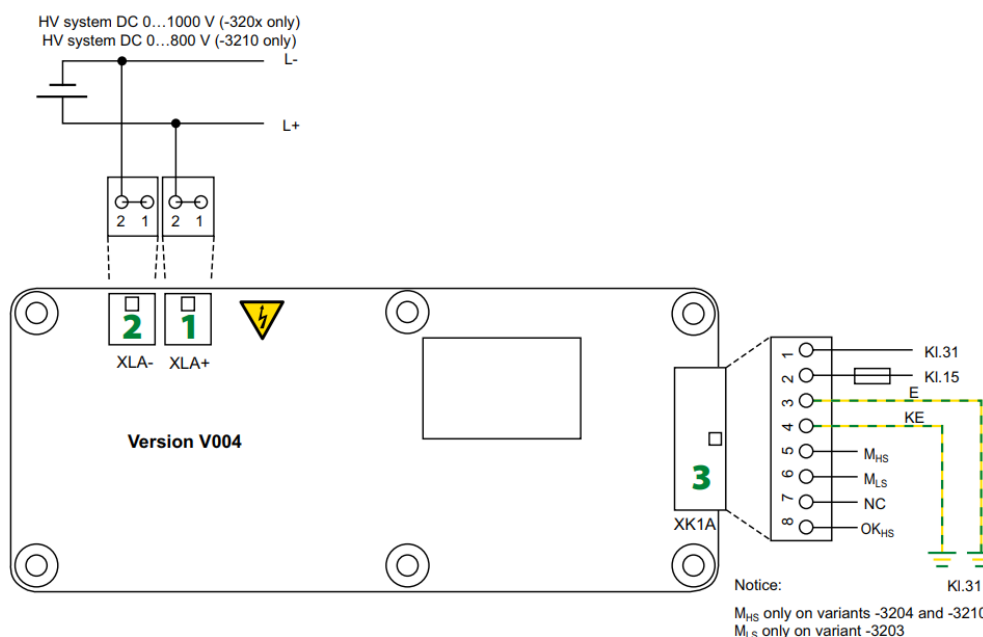 HV system DC 0...1000 V (-320x only)
HV system DC 0...800 V (-3210 only)
L-
L+
2 1
2 1
2
1
XLA-
XLA+
Version V004
3
XK1A
1
Kl.31
2
Kl.15
3
E
4
KE
5
MHS
6
MLS
7
NC
8
OKHS
Notice:
Kl.31
MHS only on variants -3204 and -3210
MLS only on variant -3203